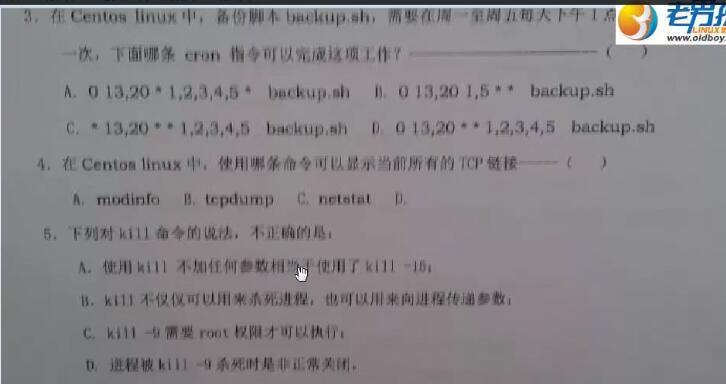 3. 在 Centos linux 中, 备份脚本 backup.sh, 需要在周一至周五每天下午 1 点
一次, 下面哪条 cron 指令可以完成这项工作? ( )
A. 0 13,20 * 1,2,3,4,5 * backup.sh B. 0 13,20 1,5 * * backup.sh
C. * 13,20 * * 1,2,3,4,5 backup.sh D. 0 13,20 * * 1,2,3,4,5 backup.sh
4. 在 Centos linux 中, 使用哪条命令可以显示当前所有的 TCP 链接 ( )
A. modinfo B. tcpdump C. netstat D.
5. 下列对 kill 命令的说法, 不正确的是:
A. 使用 kill 不加任何参数相当于使用了 kill -15;
B. kill 不仅仅可以用来杀死进程, 也可以用来向进程传递参数;
C. kill -9 需要 root 权限才可以执行;
D. 进程被 kill -9 杀死时是非正常关闭.
老男孩
LINUX
www.oldboy